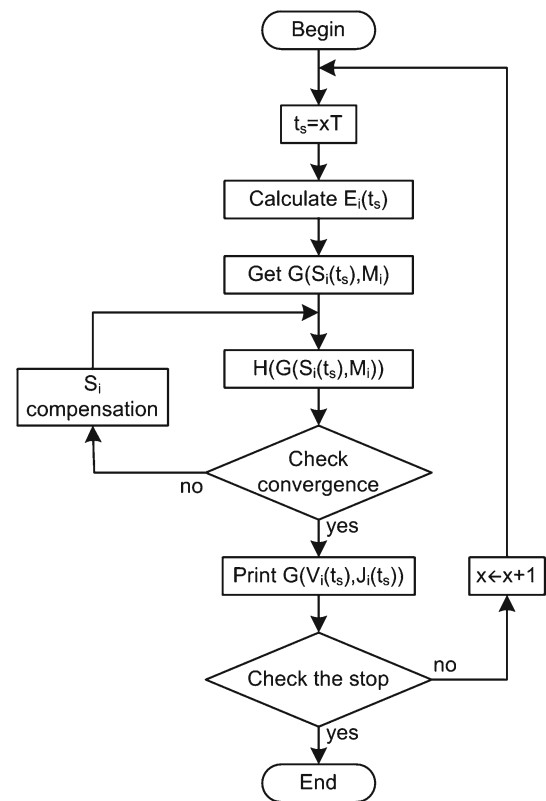 Begin
tₛ=xT
Calculate Eᵢ(tₛ)
Get G(Sᵢ(tₛ),Mᵢ)
H(G(Sᵢ(tₛ),Mᵢ))
Sᵢ
compensation
Check
convergence
no
yes
Print G(Vᵢ(tₛ),Jᵢ(tₛ))
x←x+1
Check the stop
no
yes
End